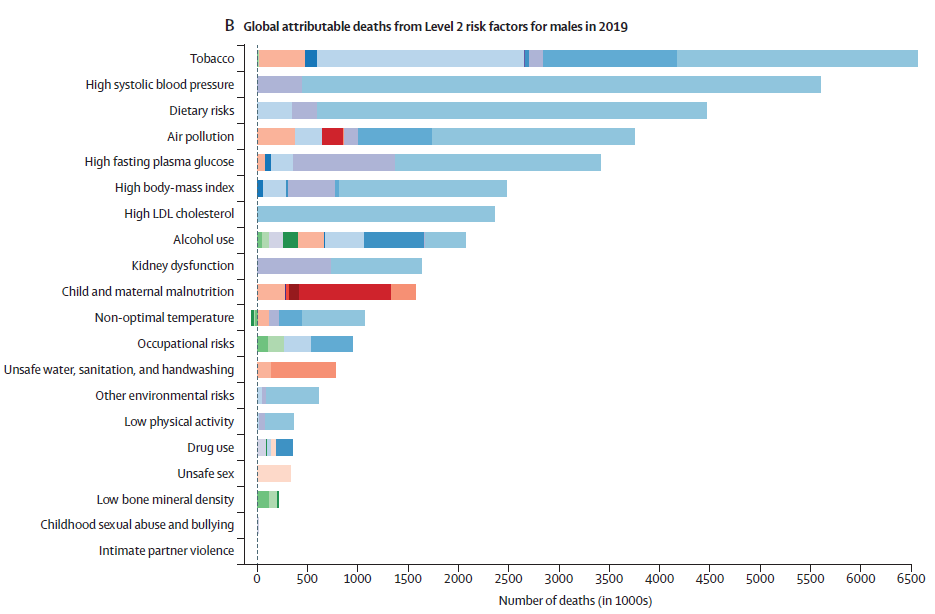 B Global attributable deaths from Level 2 risk factors for males in 2019
Tobacco
High systolic blood pressure
Dietary risks
Air pollution
High fasting plasma glucose
High body-mass index
High LDL cholesterol
Alcohol use
Kidney dysfunction
Child and maternal malnutrition
Non-optimal temperature
Occupational risks
Unsafe water, sanitation, and handwashing
Other environmental risks
Low physical activity
Drug use
Unsafe sex
Low bone mineral density
Childhood sexual abuse and bullying
Intimate partner violence
0 500 1000 1500 2000 2500 3000 3500 4000 4500 5000 5500 6000 6500
Number of deaths (in 1000s)